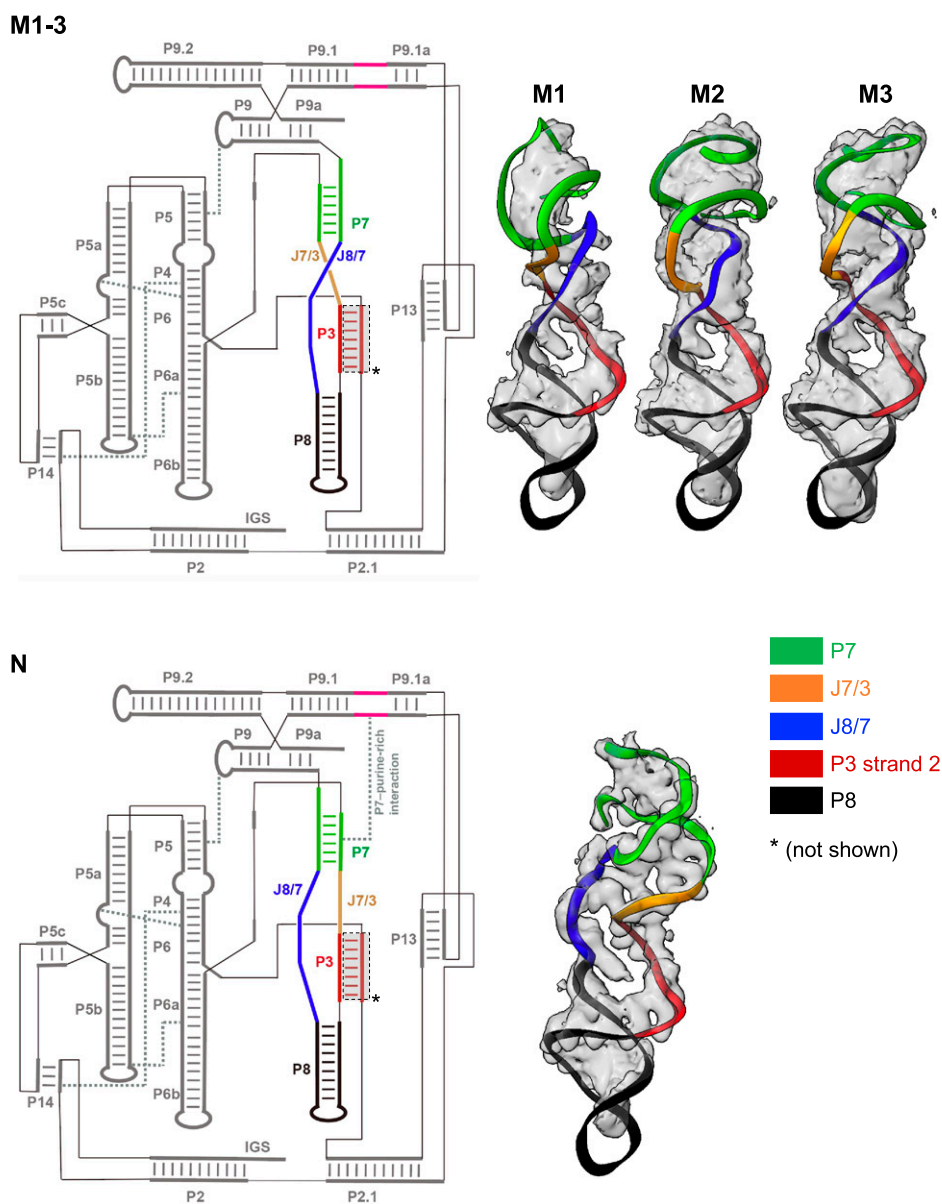 M1-3
P9.2
P9.1
P9.1a
P9
P9a
M1
M2
M3
P5
P7
P5a
J7/3
J8/7
P4
P5c
P6
P13
P3
*
P5b
P6a
P8
P14
P6b
IGS
P2
P2.1
N
P9.2
P9.1
P9.1a
P9
P9a
P7–purine-rich
interaction
P5
P7
P5a
J8/7
J7/3
P4
P5c
P6
P13
P3
*
P5b
P6a
P8
P14
P6b
IGS
P2
P2.1
P7
J7/3
J8/7
P3 strand 2
P8
* (not shown)